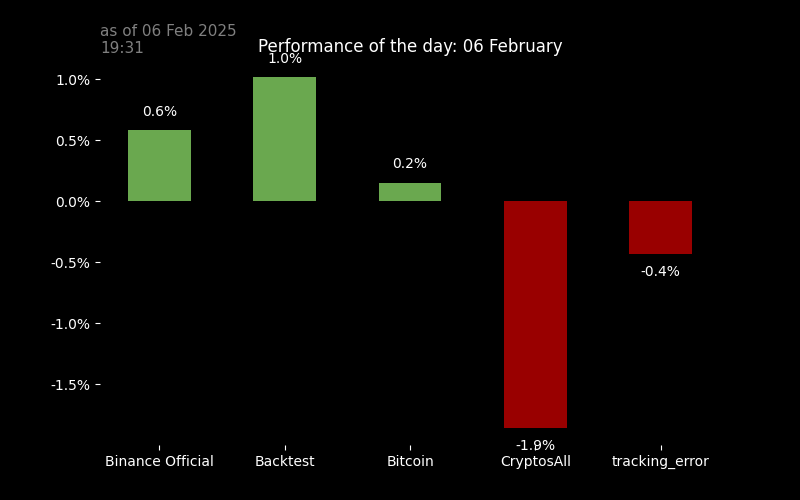 as of 06 Feb 2025
19:31
Performance of the day: 06 February
1.0%
0.5%
0.0%
-0.5%
-1.0%
-1.5%
0.6%
1.0%
0.2%
-1.9%
-0.4%
Binance Official
Backtest
Bitcoin
CryptosAll
tracking_error